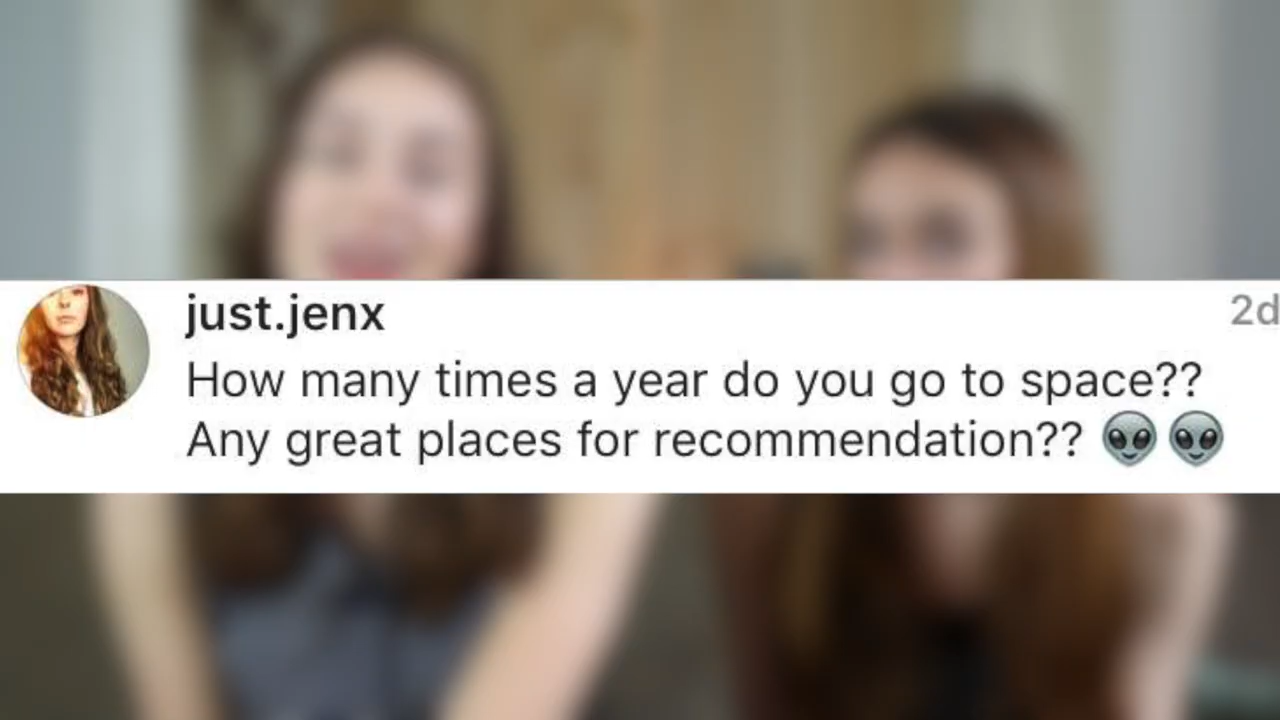 just.jenx
2d
How many times a year do you go to space??
Any great places for recommendation?? 👽👽